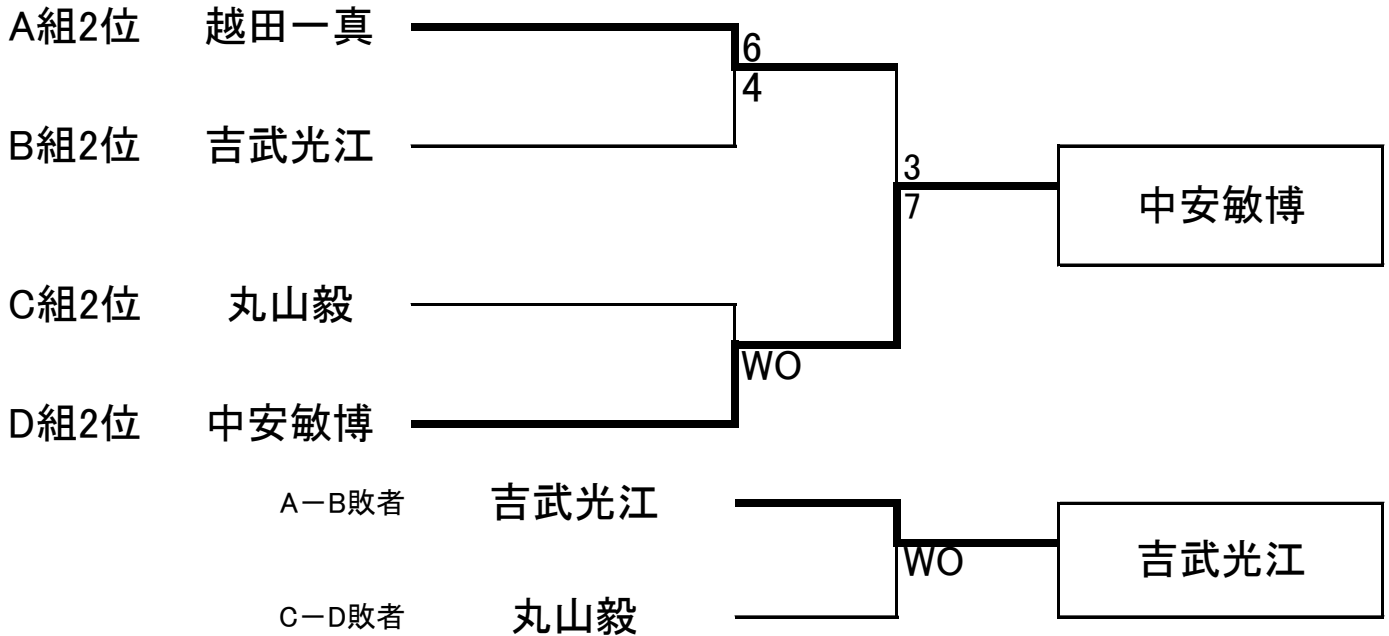 A組2位 越田一真
6
4
B組2位 吉武光江
3
7
中安敏博
C組2位 丸山毅
WO
D組2位 中安敏博
A－B敗者 吉武光江
WO
吉武光江
C－D敗者 丸山毅